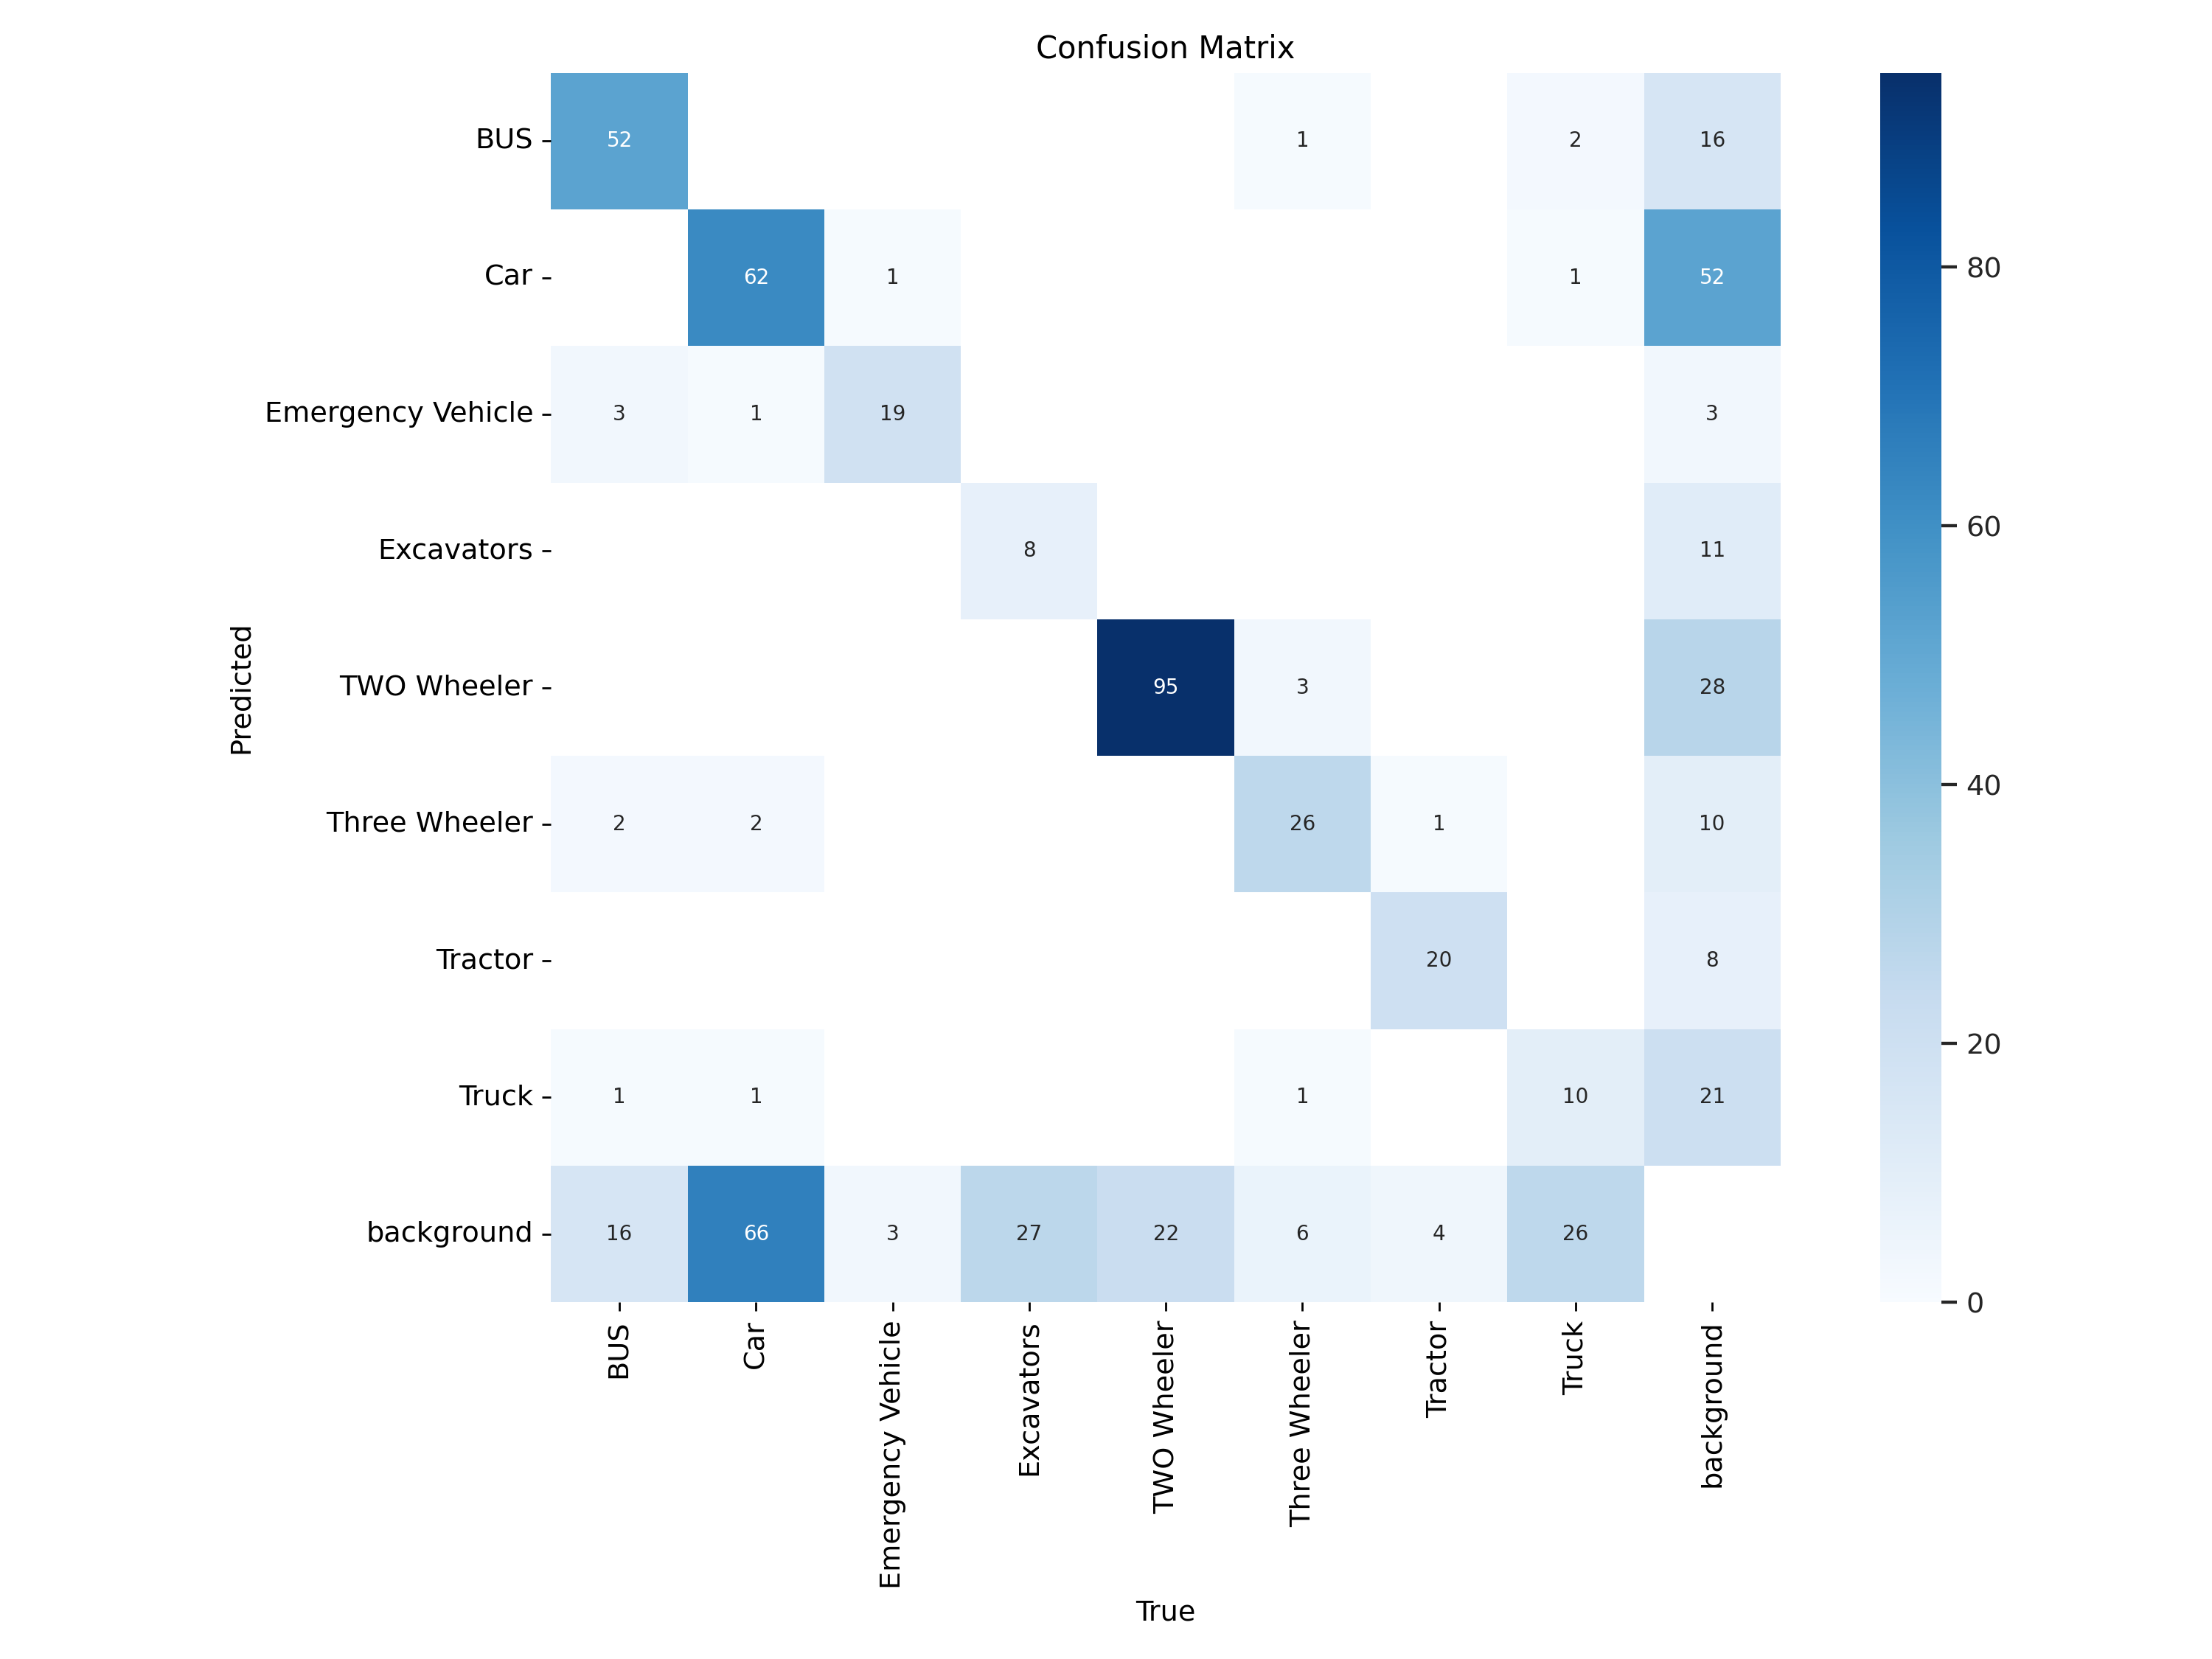 Confusion Matrix
BUS 52 1 2 16
Car 62 1 1 52
80
Emergency Vehicle 3 1 19 3
Excavators 8 11
60
Predicted
TWO Wheeler 95 3 28
40
Three Wheeler 2 2 26 1 10
Tractor 20 8
20
Truck 1 1 1 10 21
background 16 66 3 27 22 6 4 26
0
BUS
Car
Emergency Vehicle
Excavators
TWO Wheeler
Three Wheeler
Tractor
Truck
background
True